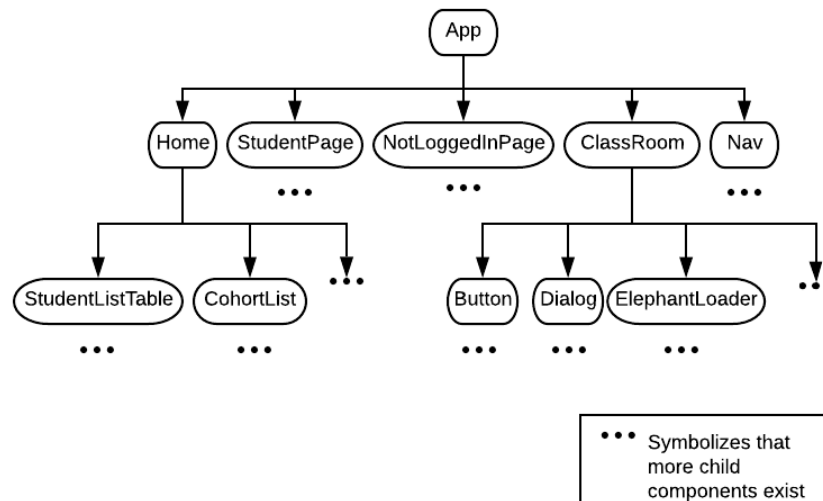 App
Home
StudentPage
NotLoggedInPage
ClassRoom
Nav
•••
•••
•••
StudentListTable
CohortList
•••
Button
Dialog
ElephantLoader
•••
•••
•••
•••
•••
•••
••• Symbolizes that
more child
components exist